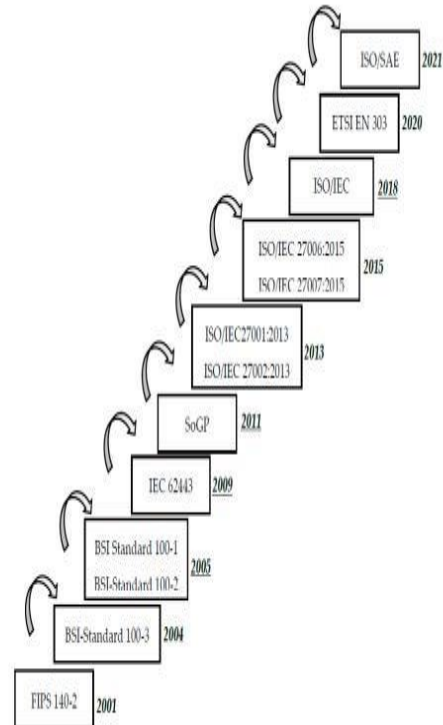 ISO/SAE
2021
ETSI EN 303
2020
ISO/IEC
2018
ISO/IEC 27006:2015
ISO/IEC 27007:2015
2015
ISO/IEC27001:2013
ISO/IEC 27002:2013
2013
SoGP
2011
IEC 62443
2009
BSI Standard 100-1
BSI-Standard 100-2
2005
BSI-Standard 100-3
2004
FIPS 140-2
2001